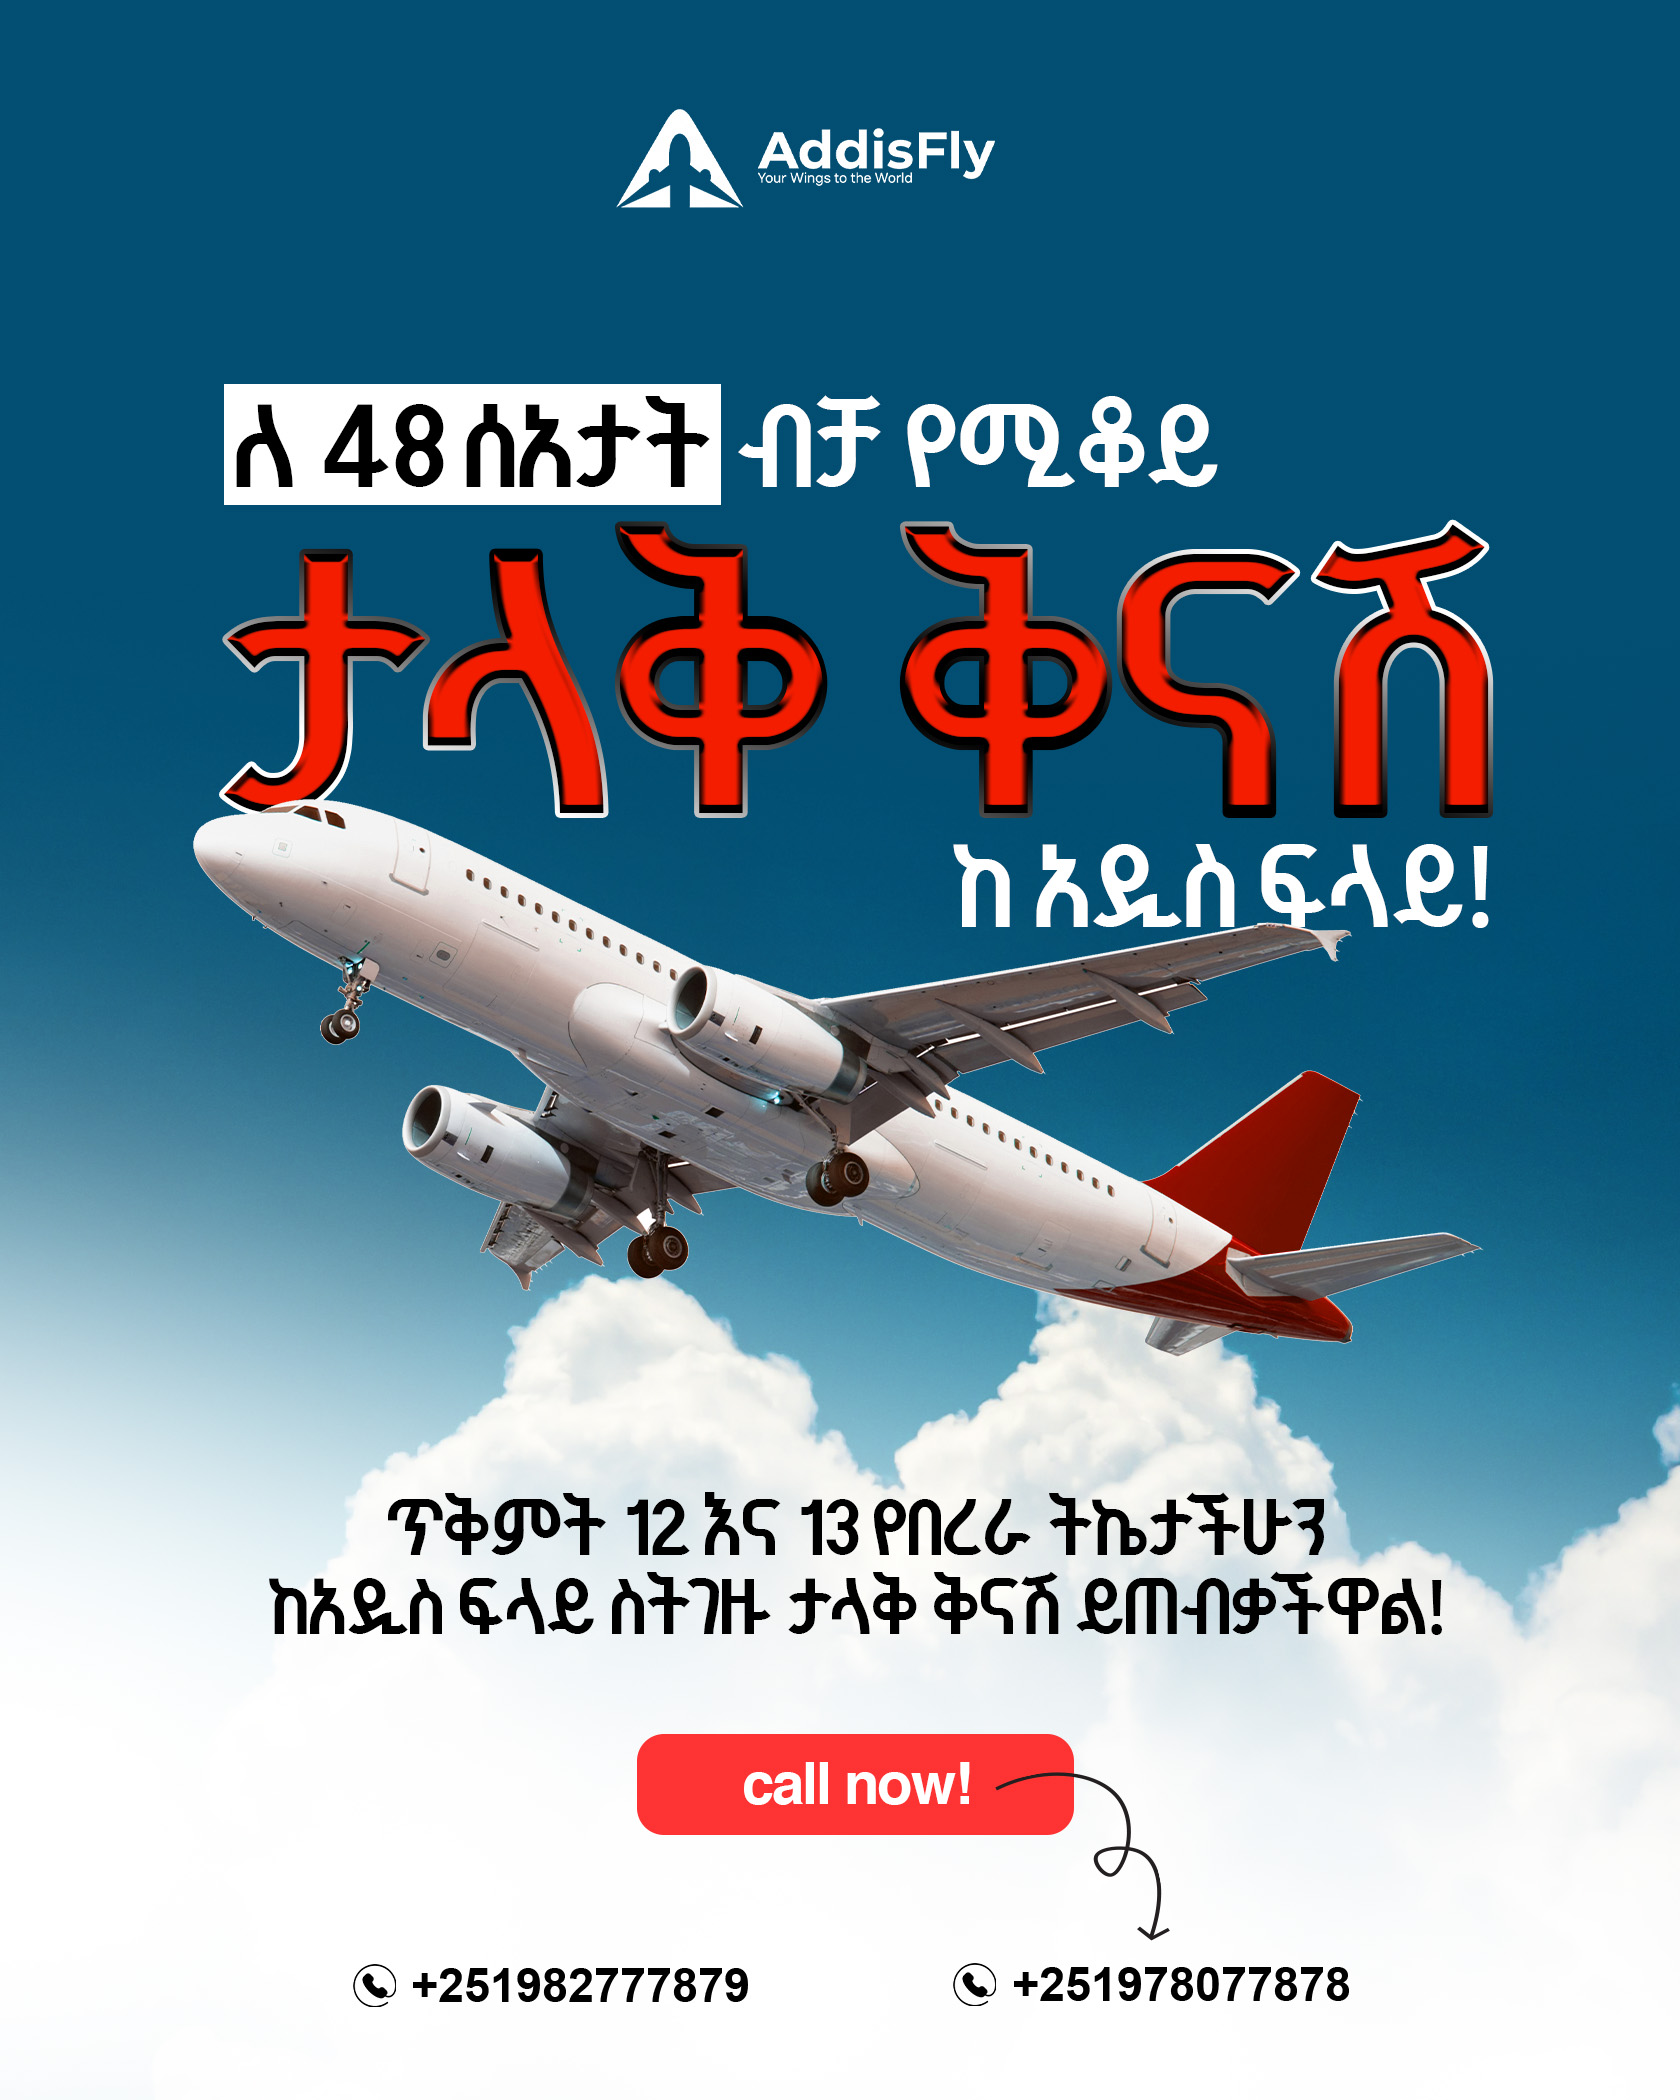 AddisFly
Your Wings to the World
ለ 48 ሰአታት ብቻ የሚቆይ
ታላቅ ቅናሽ
ከ አዲስ ፍላይ!
ጥቅምት 12 እና 13 የበረራ ትኬታችሁን
ከአዲስ ፍላይ ስትገዙ ታላቅ ቅናሽ ይጠብቃችዋል!
call now!
+251982777879 +251978077878